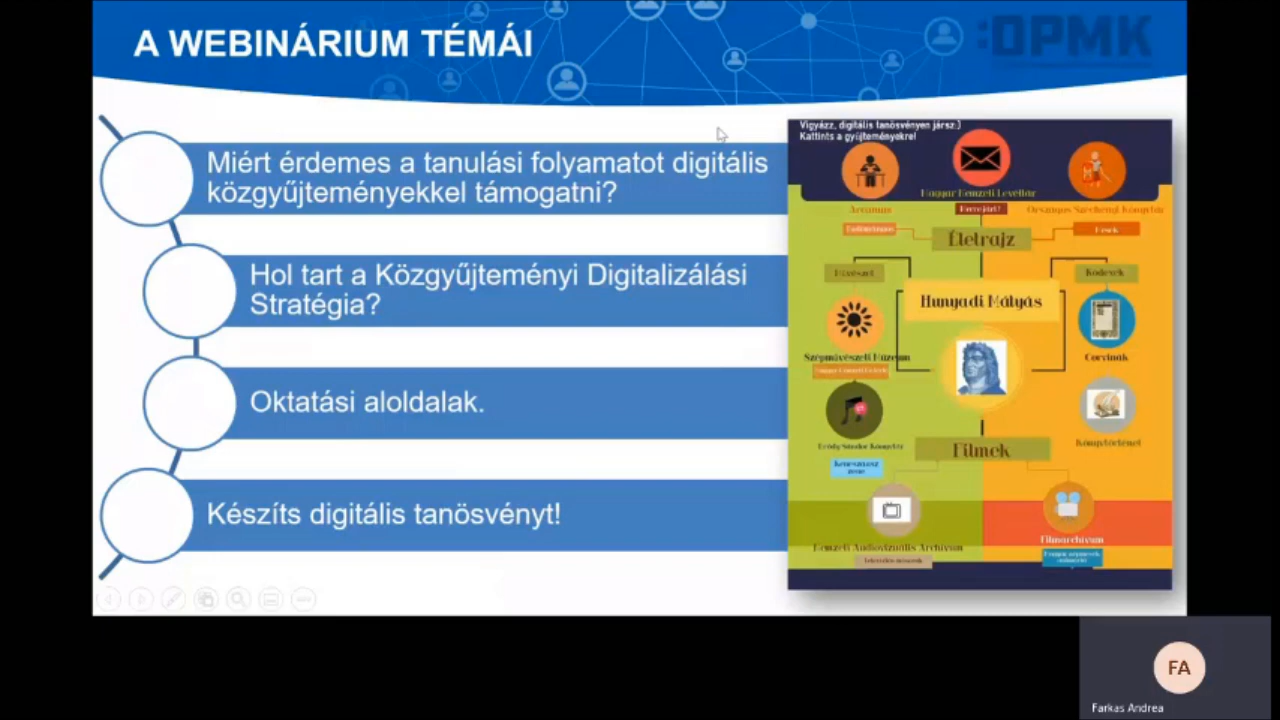 A WEBINÁRIUM TÉMÁI
:OPMK
Miért érdemes a tanulási folyamatot digitális
közgyűjteményekkel támogatni?
Hol tart a Közgyűjteményi Digitalizálási
Stratégia?
Oktatási aloldalak.
Készíts digitális tanösvényt!
Vigyázz, digitális tanösvényen jársz:)
Kattints a gyűjteményekre!
Magyar Nemzeti Levéltár
Arcanum
Országos Széchényi Könyvtár
Életrajz
Kódexek
Hunyadi Mátyás
Szépművészeti Múzeum
Corvinák
Könyvtörténet
Filmek
Nemzeti Audiovizuális Archívum
Filmarchívum
FA
Farkas Andrea